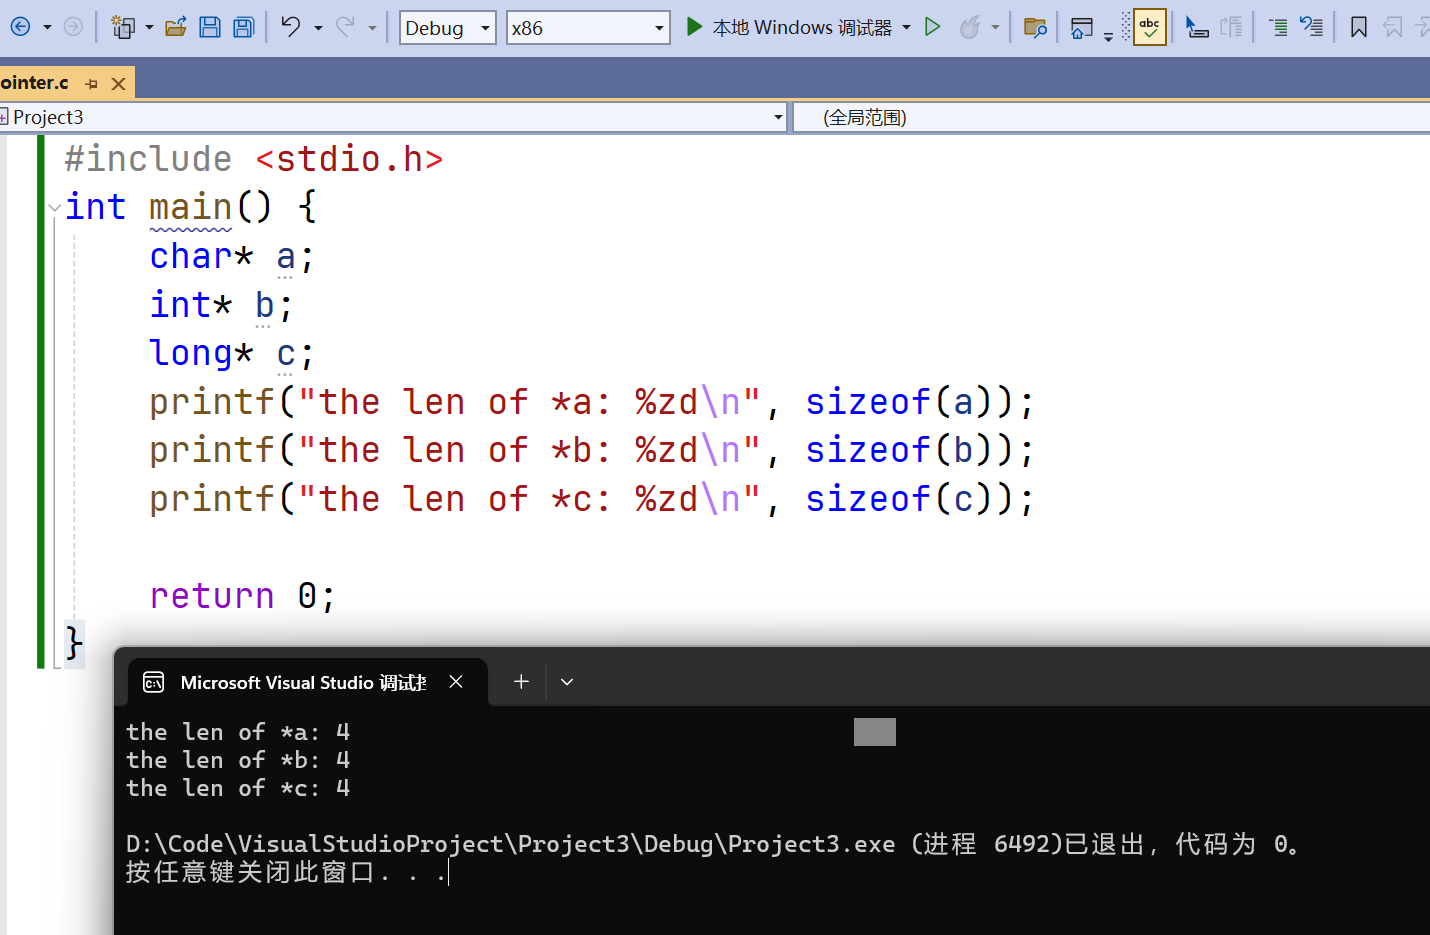 Debug x86 本地 Windows 调试器 abc
ointer.c
Project3 (全局范围)
#include <stdio.h>
int main() {
char* a;
int* b;
long* c;
printf("the len of *a: %zd\n", sizeof(a));
printf("the len of *b: %zd\n", sizeof(b));
printf("the len of *c: %zd\n", sizeof(c));
return 0;
}
Microsoft Visual Studio 调试
the len of *a: 4
the len of *b: 4
the len of *c: 4
D:\Code\VisualStudioProject\Project3\Debug\Project3.exe (进程 6492)已退出，代码为 0。
按任意键关闭此窗口. . .